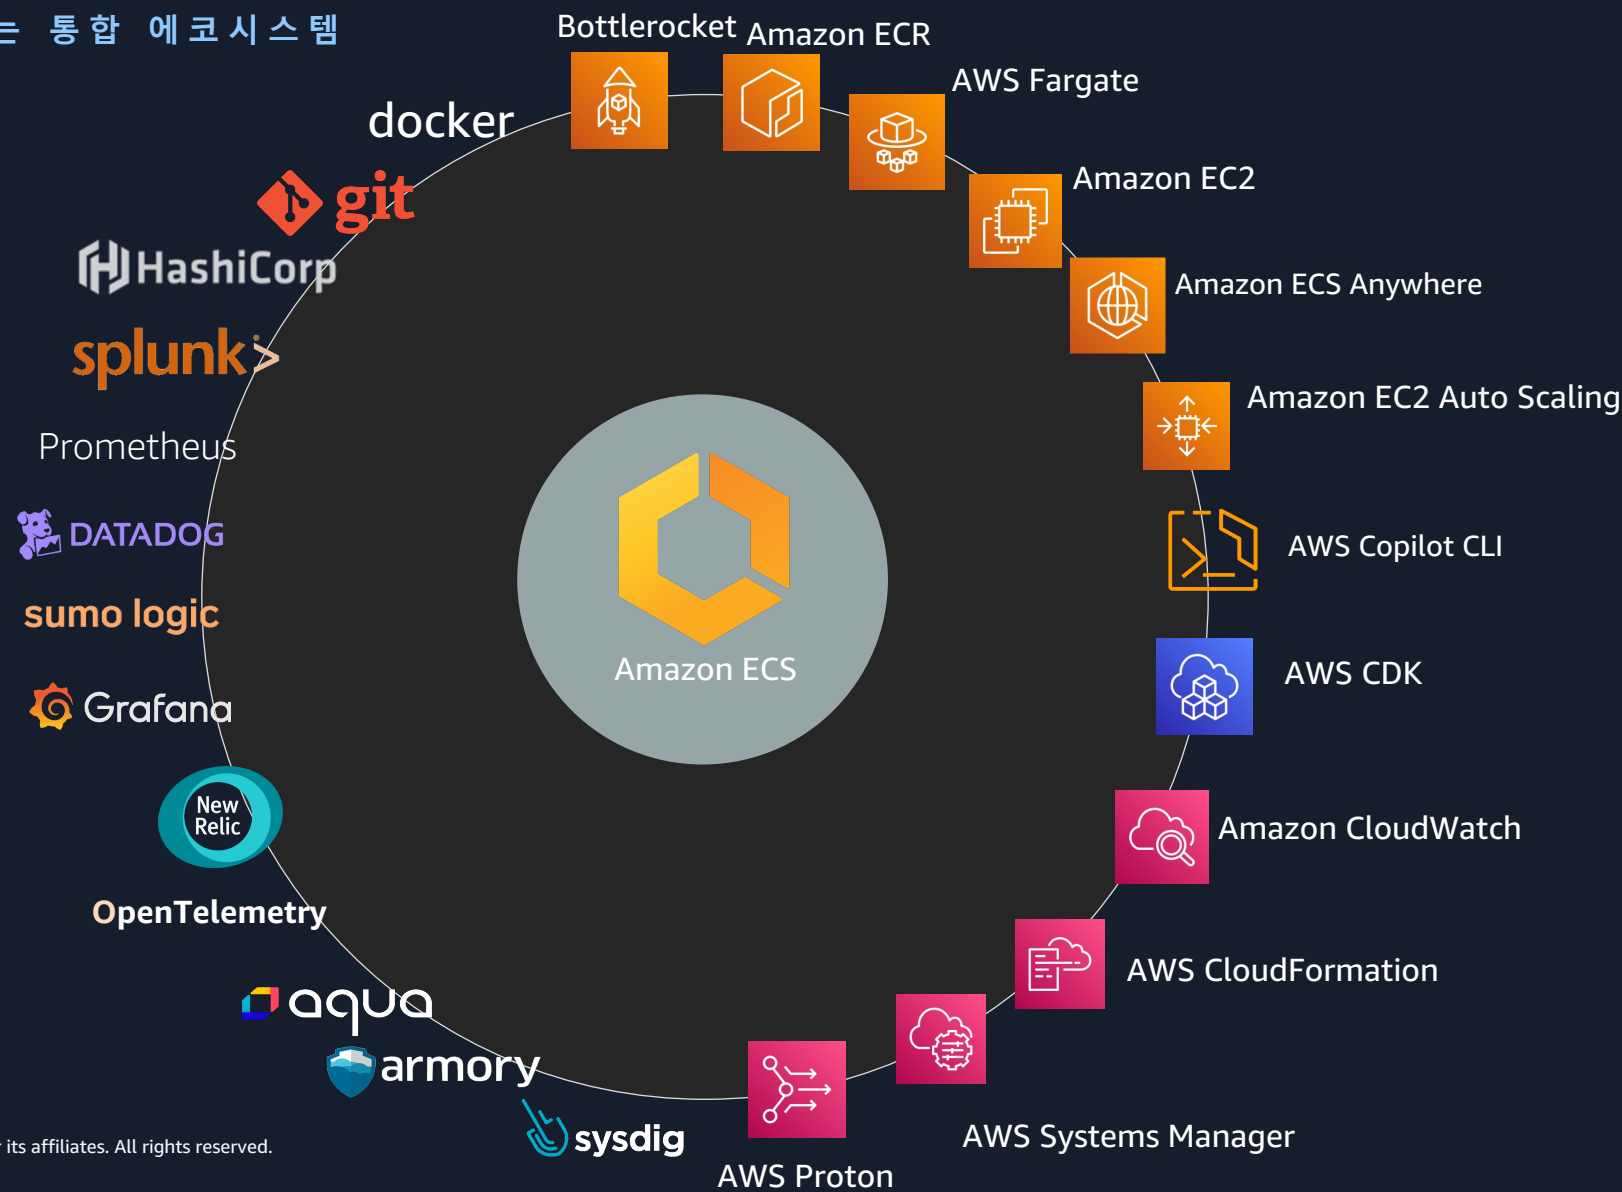 는 통합 에코시스템
Bottlerocket
Amazon ECR
AWS Fargate
docker
Amazon EC2
git
HashiCorp
Amazon ECS Anywhere
splunk>
Amazon EC2 Auto Scaling
Prometheus
DATADOG
AWS Copilot CLI
sumo logic
Amazon ECS
AWS CDK
Grafana
New
Relic
Amazon CloudWatch
OpenTelemetry
AWS CloudFormation
aqua
armory
sysdig
AWS Systems Manager
its affiliates. All rights reserved.
AWS Proton